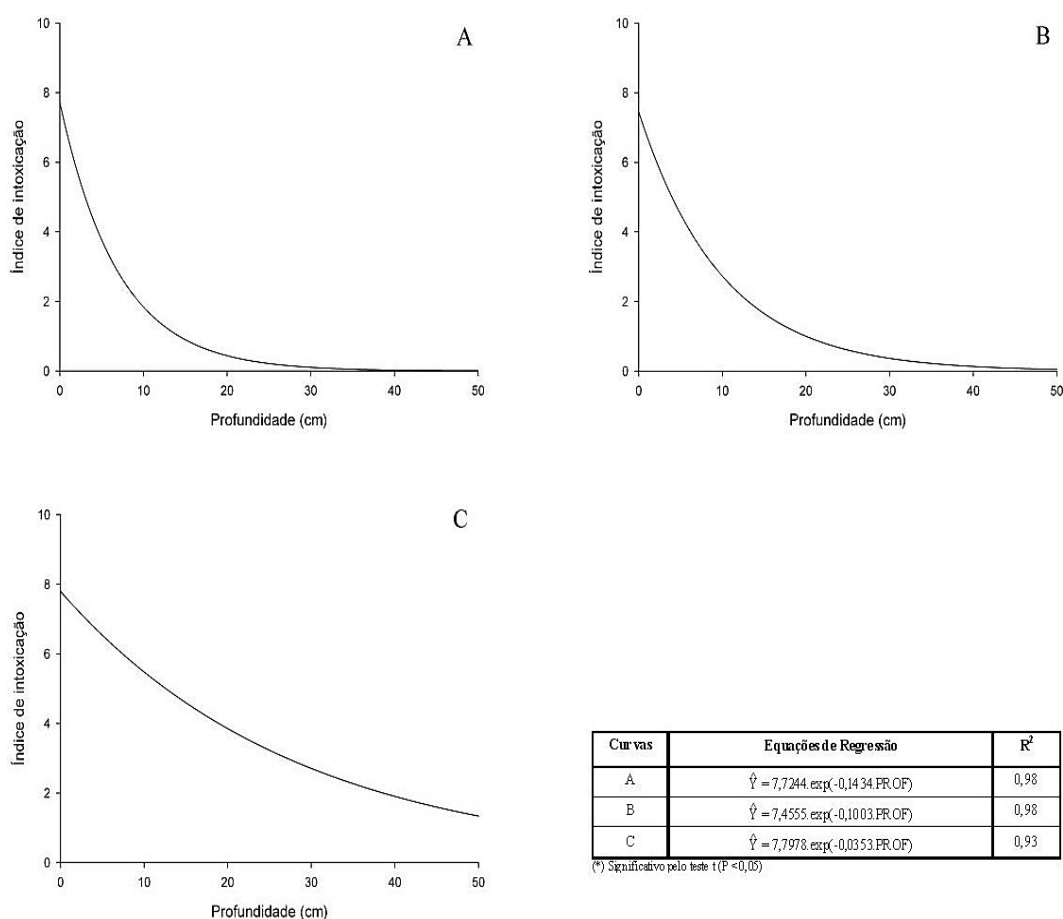 A
10
8
6
4
2
0
Índice de intoxicação
0 10 20 30 40 50
Profundidade (cm)
B
10
8
6
4
2
0
Índice de intoxicação
0 10 20 30 40 50
Profundidade (cm)
C
10
8
6
4
2
0
Índice de intoxicação
0 10 20 30 40 50
Profundidade (cm)
Curvas Equações de Regressão R²
A Ŷ = 7,7244.exp(-0,1434.PROF) 0,98
B Ŷ = 7,4555.exp(-0,1003.PROF) 0,98
C Ŷ = 7,7978.exp(-0,0353.PROF) 0,93
(*) Significativo pelo teste t (P <0,05)